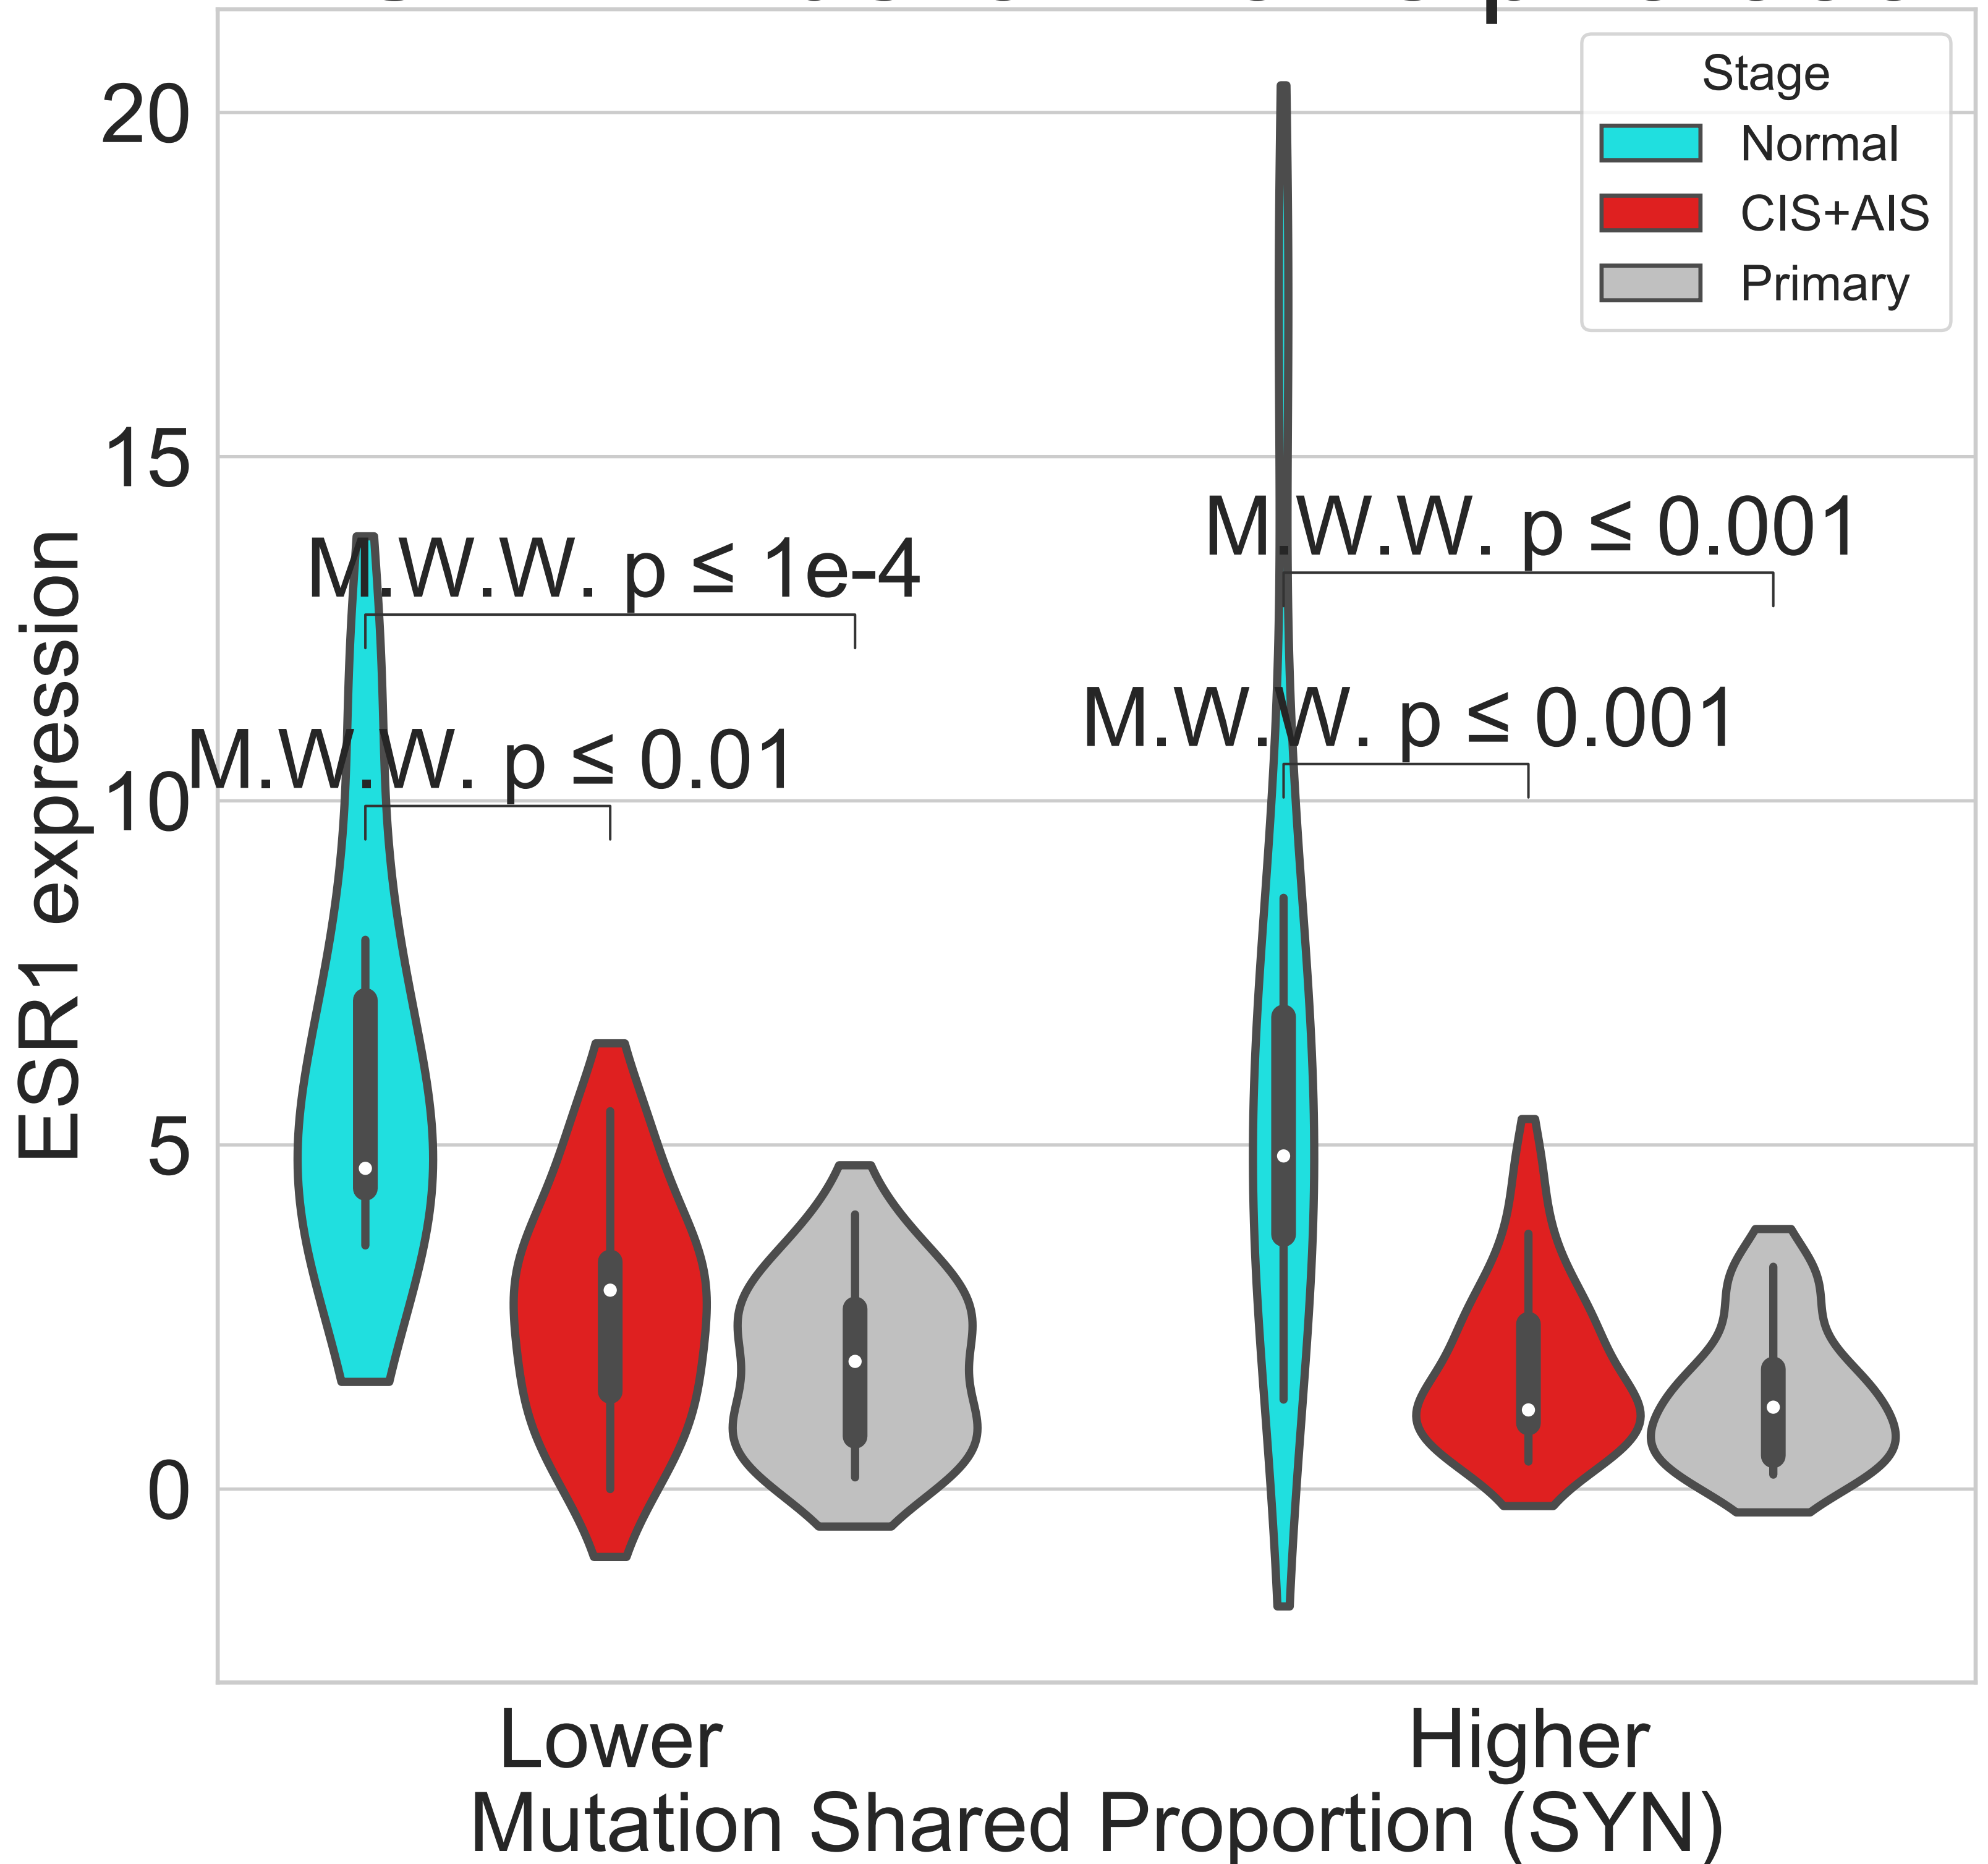 Stage
Normal
CIS+AIS
Primary
20
15
10
5
0
ESR1 expression
M.W.W. p ≤ 1e-4
M.W.W. p ≤ 0.001
M.W.W. p ≤ 0.01
M.W.W. p ≤ 0.001
Lower
Higher
Mutation Shared Proportion (SYN)